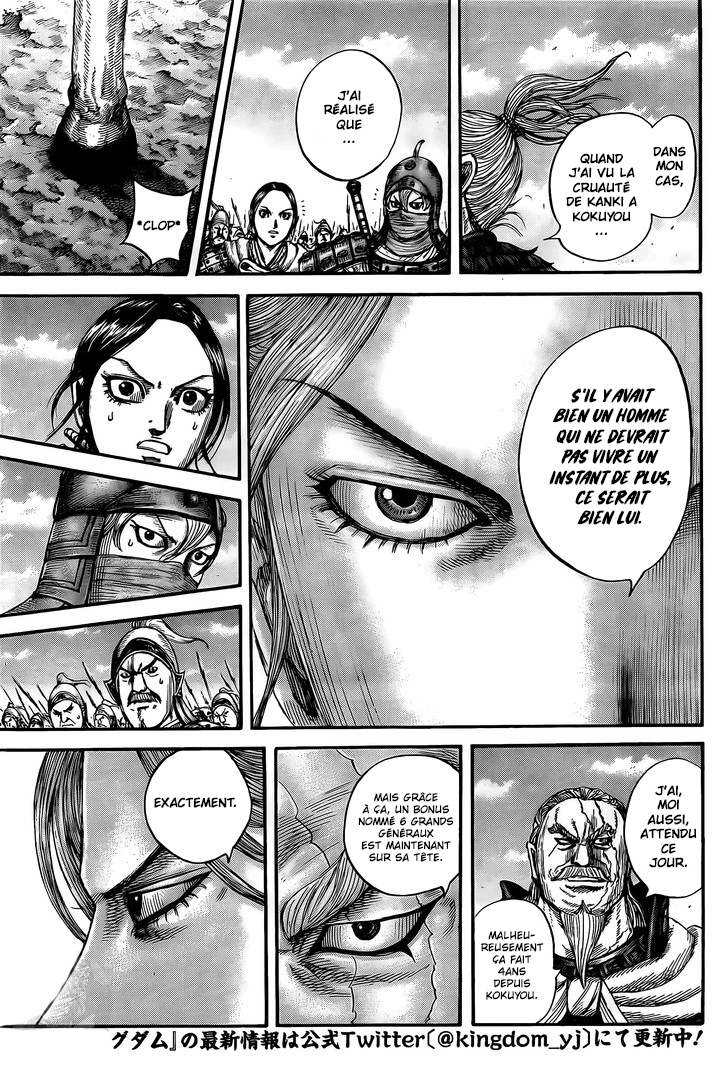 DANS
MON
CAS,
QUAND
J'AI VU LA
CRUAUTÉ
DE KANKI A
KOKUYOU
...
J'AI
RÉALISÉ
QUE
...
*CLOP*
S'IL Y AVAIT
BIEN UN HOMME
QUI NE DEVRAIT
PAS VIVRE UN
INSTANT DE PLUS,
CE SERAIT
BIEN LUI.
J'AI,
MOI
AUSSI,
ATTENDU
CE
JOUR.
MALHEU-
REUSEMENT
ÇA FAIT
4ANS
DEPUIS
KOKUYOU.
MAIS GRÂCE
À ÇA, UN BONUS
NOMMÉ 6 GRANDS
GÉNÉRAUX
EST MAINTENANT
SUR SA TÊTE.
EXACTEMENT.
グダム』の最新情報は公式Twitter(@kingdom_yj)にて更新中!